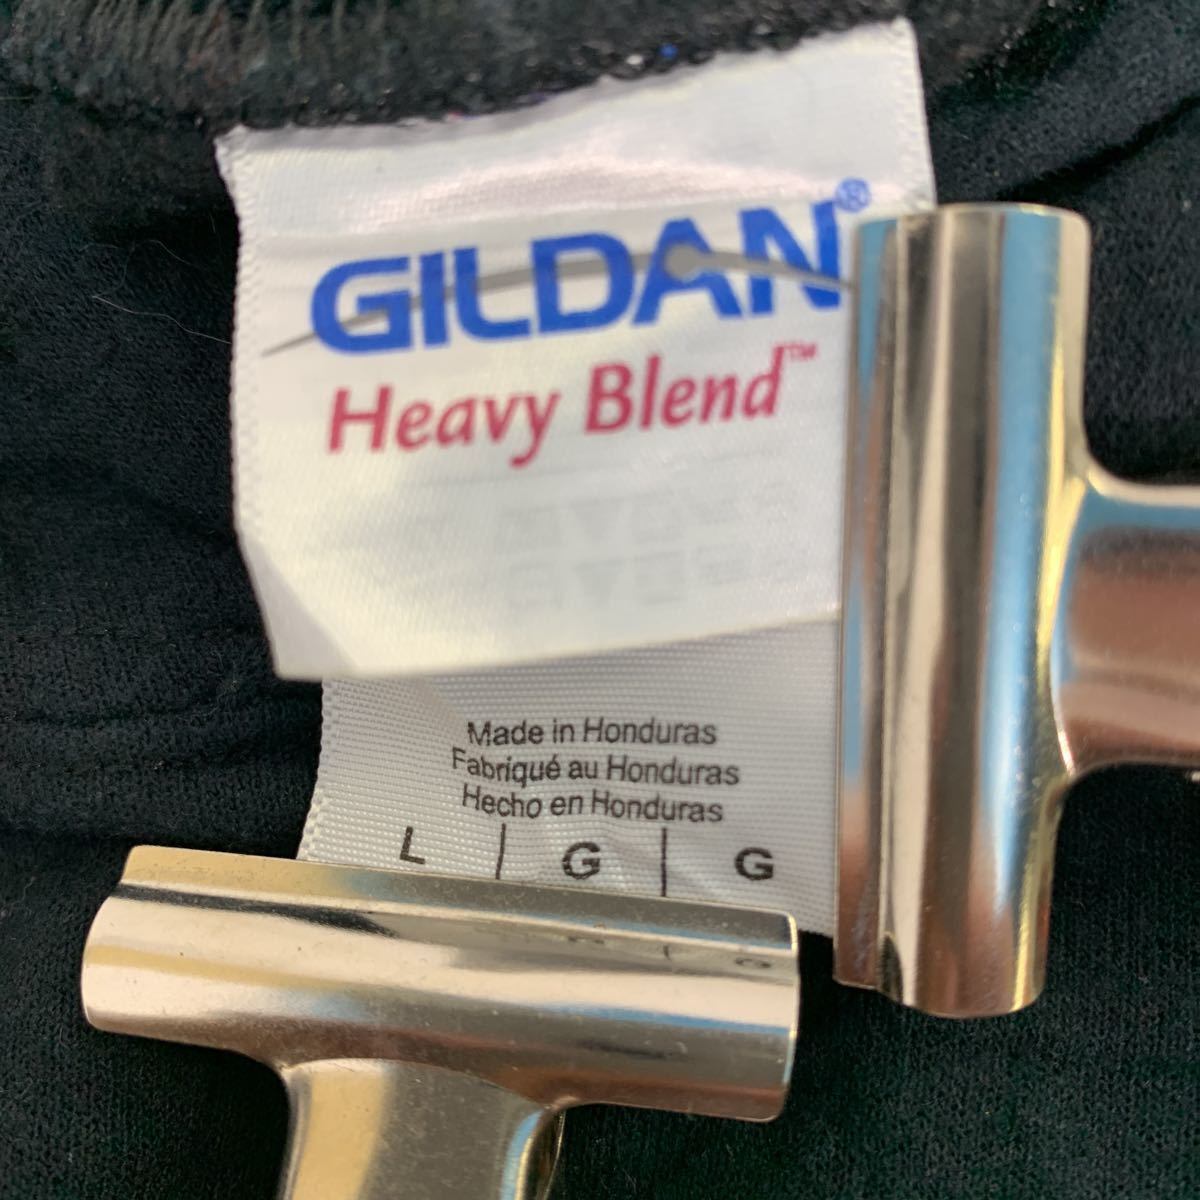 GILDAN®
Heavy Blend™
Made in Honduras
Fabriqué au Honduras
Hecho en Honduras
L | G | G